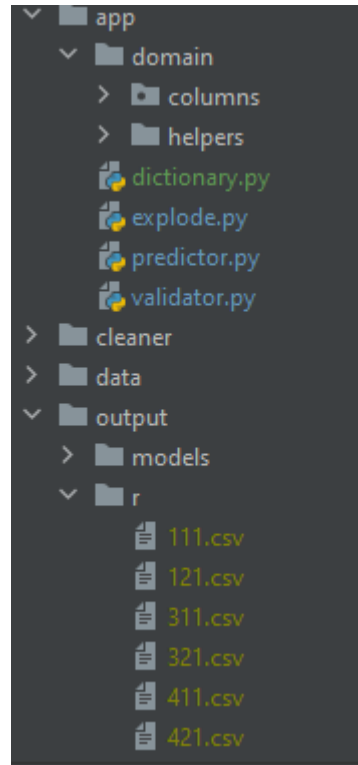 app
domain
columns
helpers
dictionary.py
explode.py
predictor.py
validator.py
cleaner
data
output
models
r
111.csv
121.csv
311.csv
321.csv
411.csv
421.csv